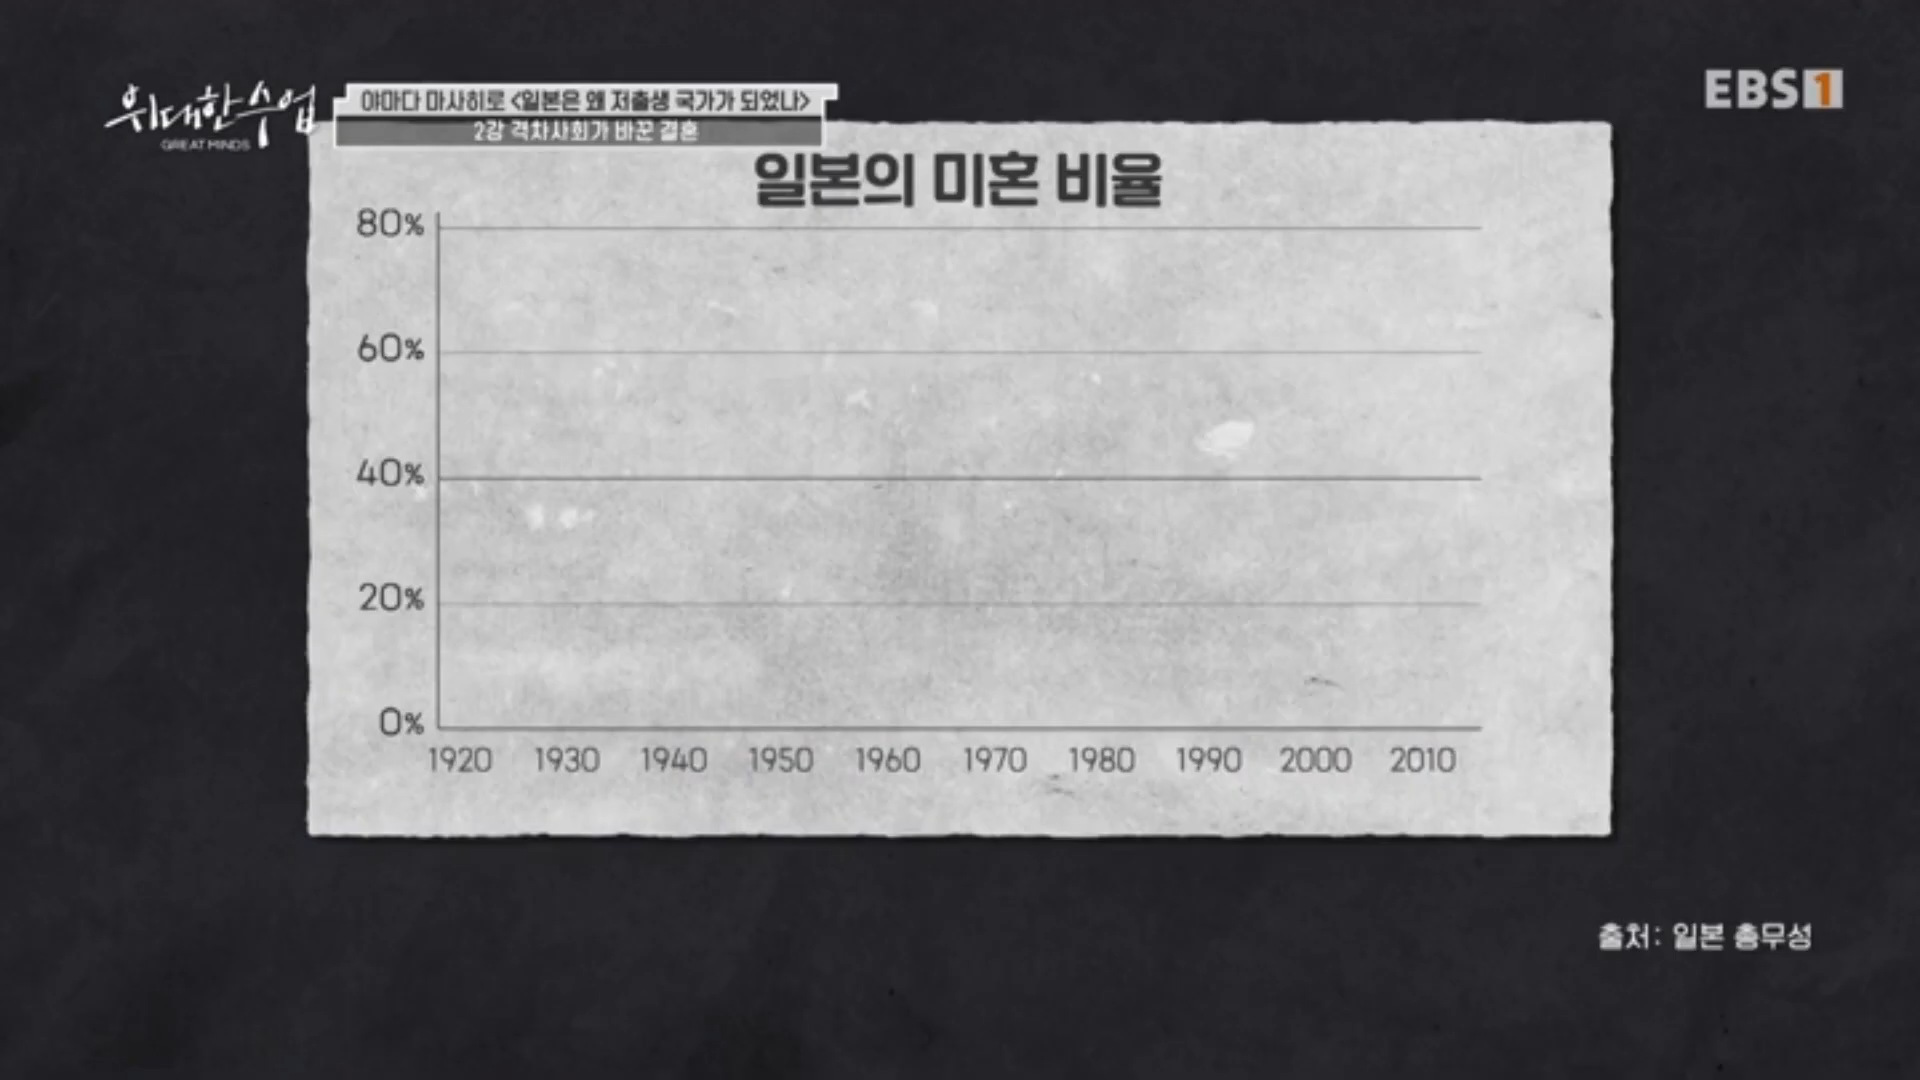 위대한 수업
GREAT MINDS
야마다 마사히로 <일본은 왜 저출생 국가가 되었나>
2강 격차사회가 바꾼 결혼
EBS1
일본의 미혼 비율
80%
60%
40%
20%
0%
1920 1930 1940 1950 1960 1970 1980 1990 2000 2010
출처: 일본 총무성